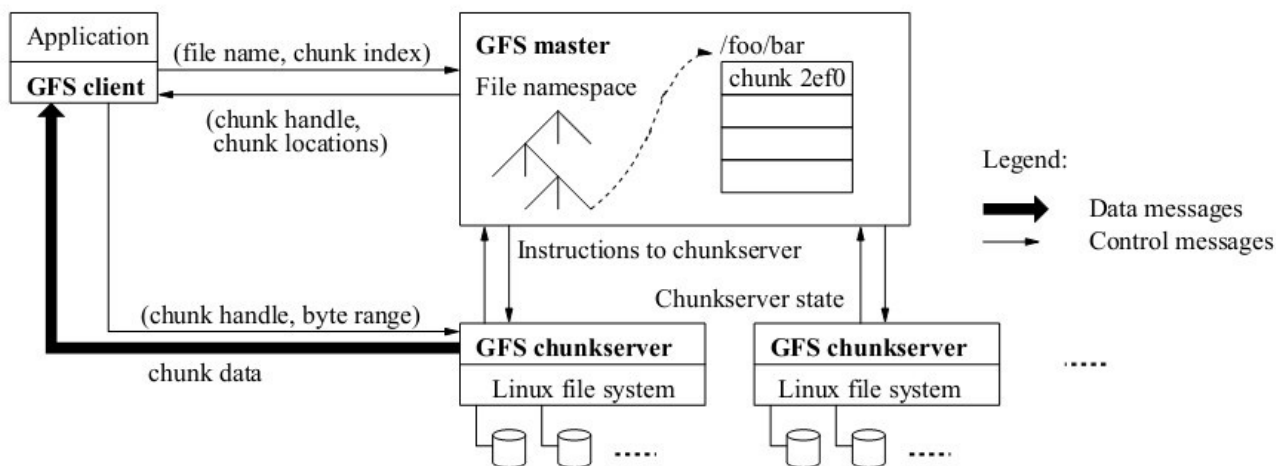 Application
GFS client
(file name, chunk index)
(chunk handle,
chunk locations)
GFS master
File namespace
/foo/bar
chunk 2ef0
Legend:
Data messages
Control messages
Instructions to chunkserver
Chunkserver state
(chunk handle, byte range)
chunk data
GFS chunkserver
Linux file system
GFS chunkserver
Linux file system